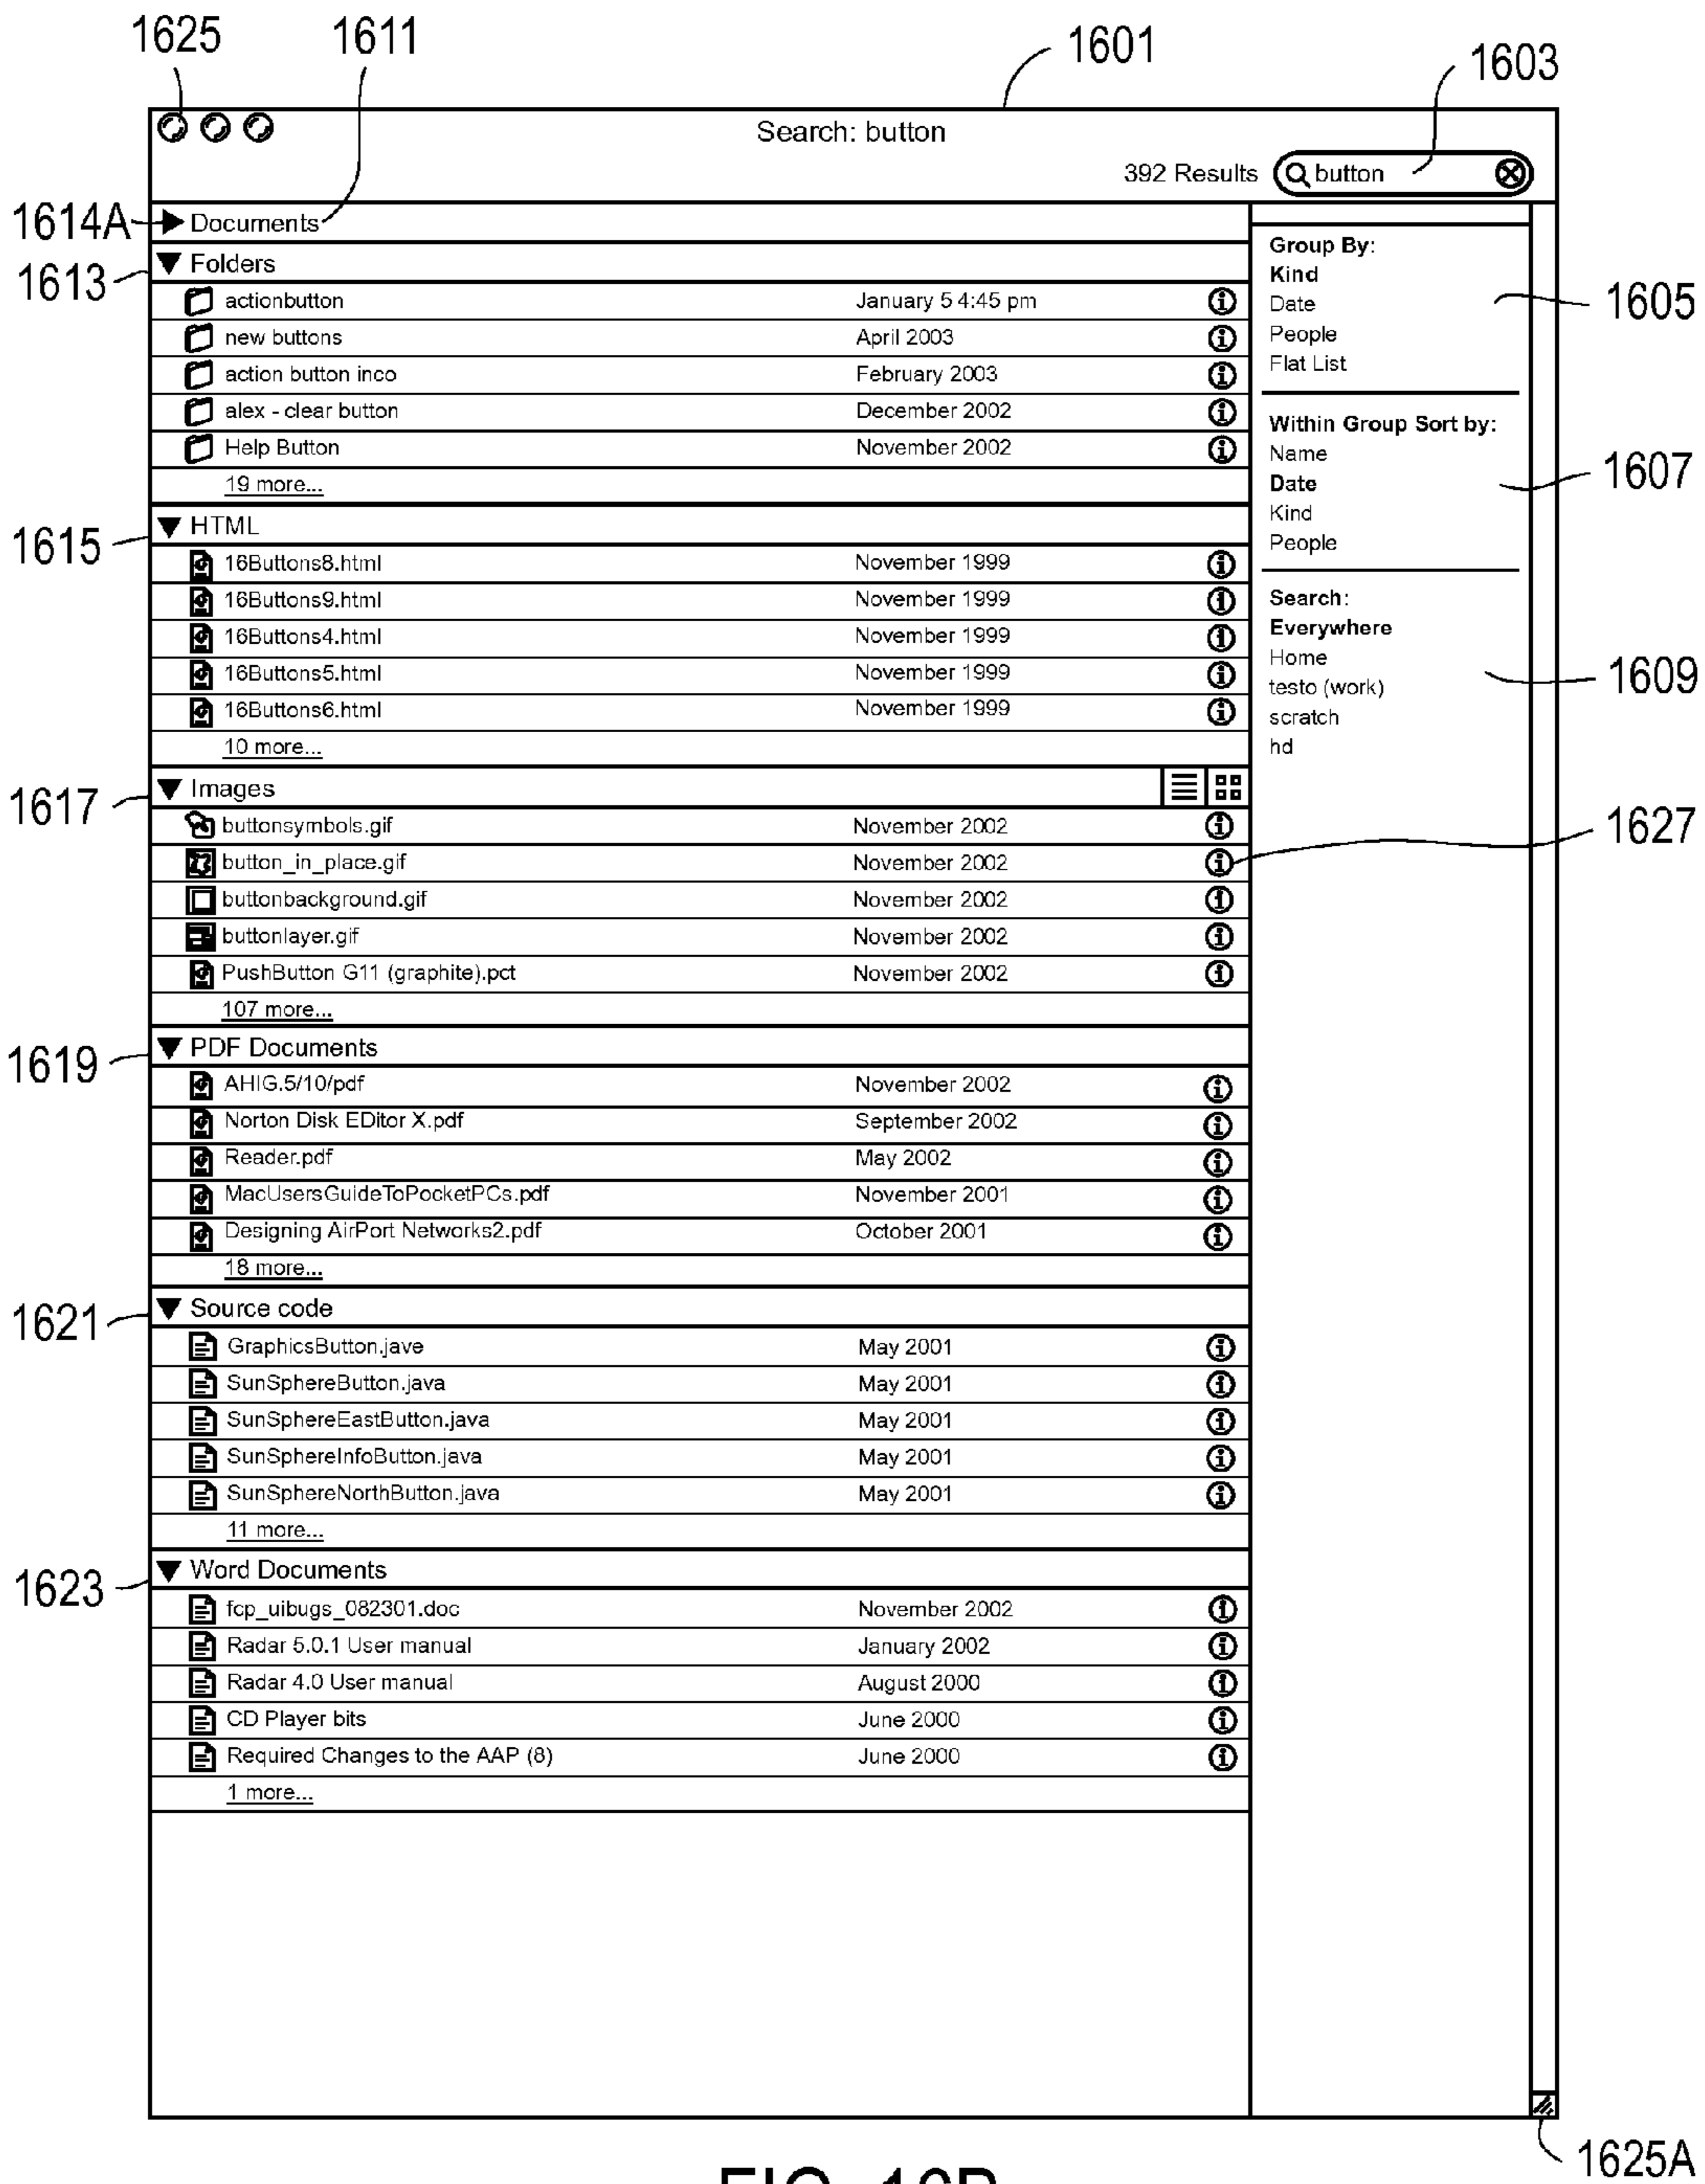 1625 1611 1601 1603
Search: button
392 Results button
1614A Documents
1613 Folders
actionbutton January 5 4:45 pm
new buttons April 2003
action button inco February 2003
alex - clear button December 2002
Help Button November 2002
19 more...
1615 HTML
16Buttons8.html November 1999
16Buttons9.html November 1999
16Buttons4.html November 1999
16Buttons5.html November 1999
16Buttons6.html November 1999
10 more...
1617 Images
buttonsymbols.gif November 2002
button_in_place.gif November 2002
buttonbackground.gif November 2002
buttonlayer.gif November 2002
PushButton G11 (graphite).pct November 2002
107 more...
1619 PDF Documents
AHIG.5/10/pdf November 2002
Norton Disk EDitor X.pdf September 2002
Reader.pdf May 2002
MacUsersGuideToPocketPCs.pdf November 2001
Designing AirPort Networks2.pdf October 2001
18 more...
1621 Source code
GraphicsButton.jave May 2001
SunSphereButton.java May 2001
SunSphereEastButton.java May 2001
SunSphereInfoButton.java May 2001
SunSphereNorthButton.java May 2001
11 more...
1623 Word Documents
fcp_uibugs_082301.doc November 2002
Radar 5.0.1 User manual January 2002
Radar 4.0 User manual August 2000
CD Player bits June 2000
Required Changes to the AAP (8) June 2000
1 more...
Group By:
Kind
Date 1605
People
Flat List
Within Group Sort by:
Name
Date 1607
Kind
People
Search:
Everywhere
Home
testo (work) 1609
scratch
hd
1627
1625A
FIG. 16B